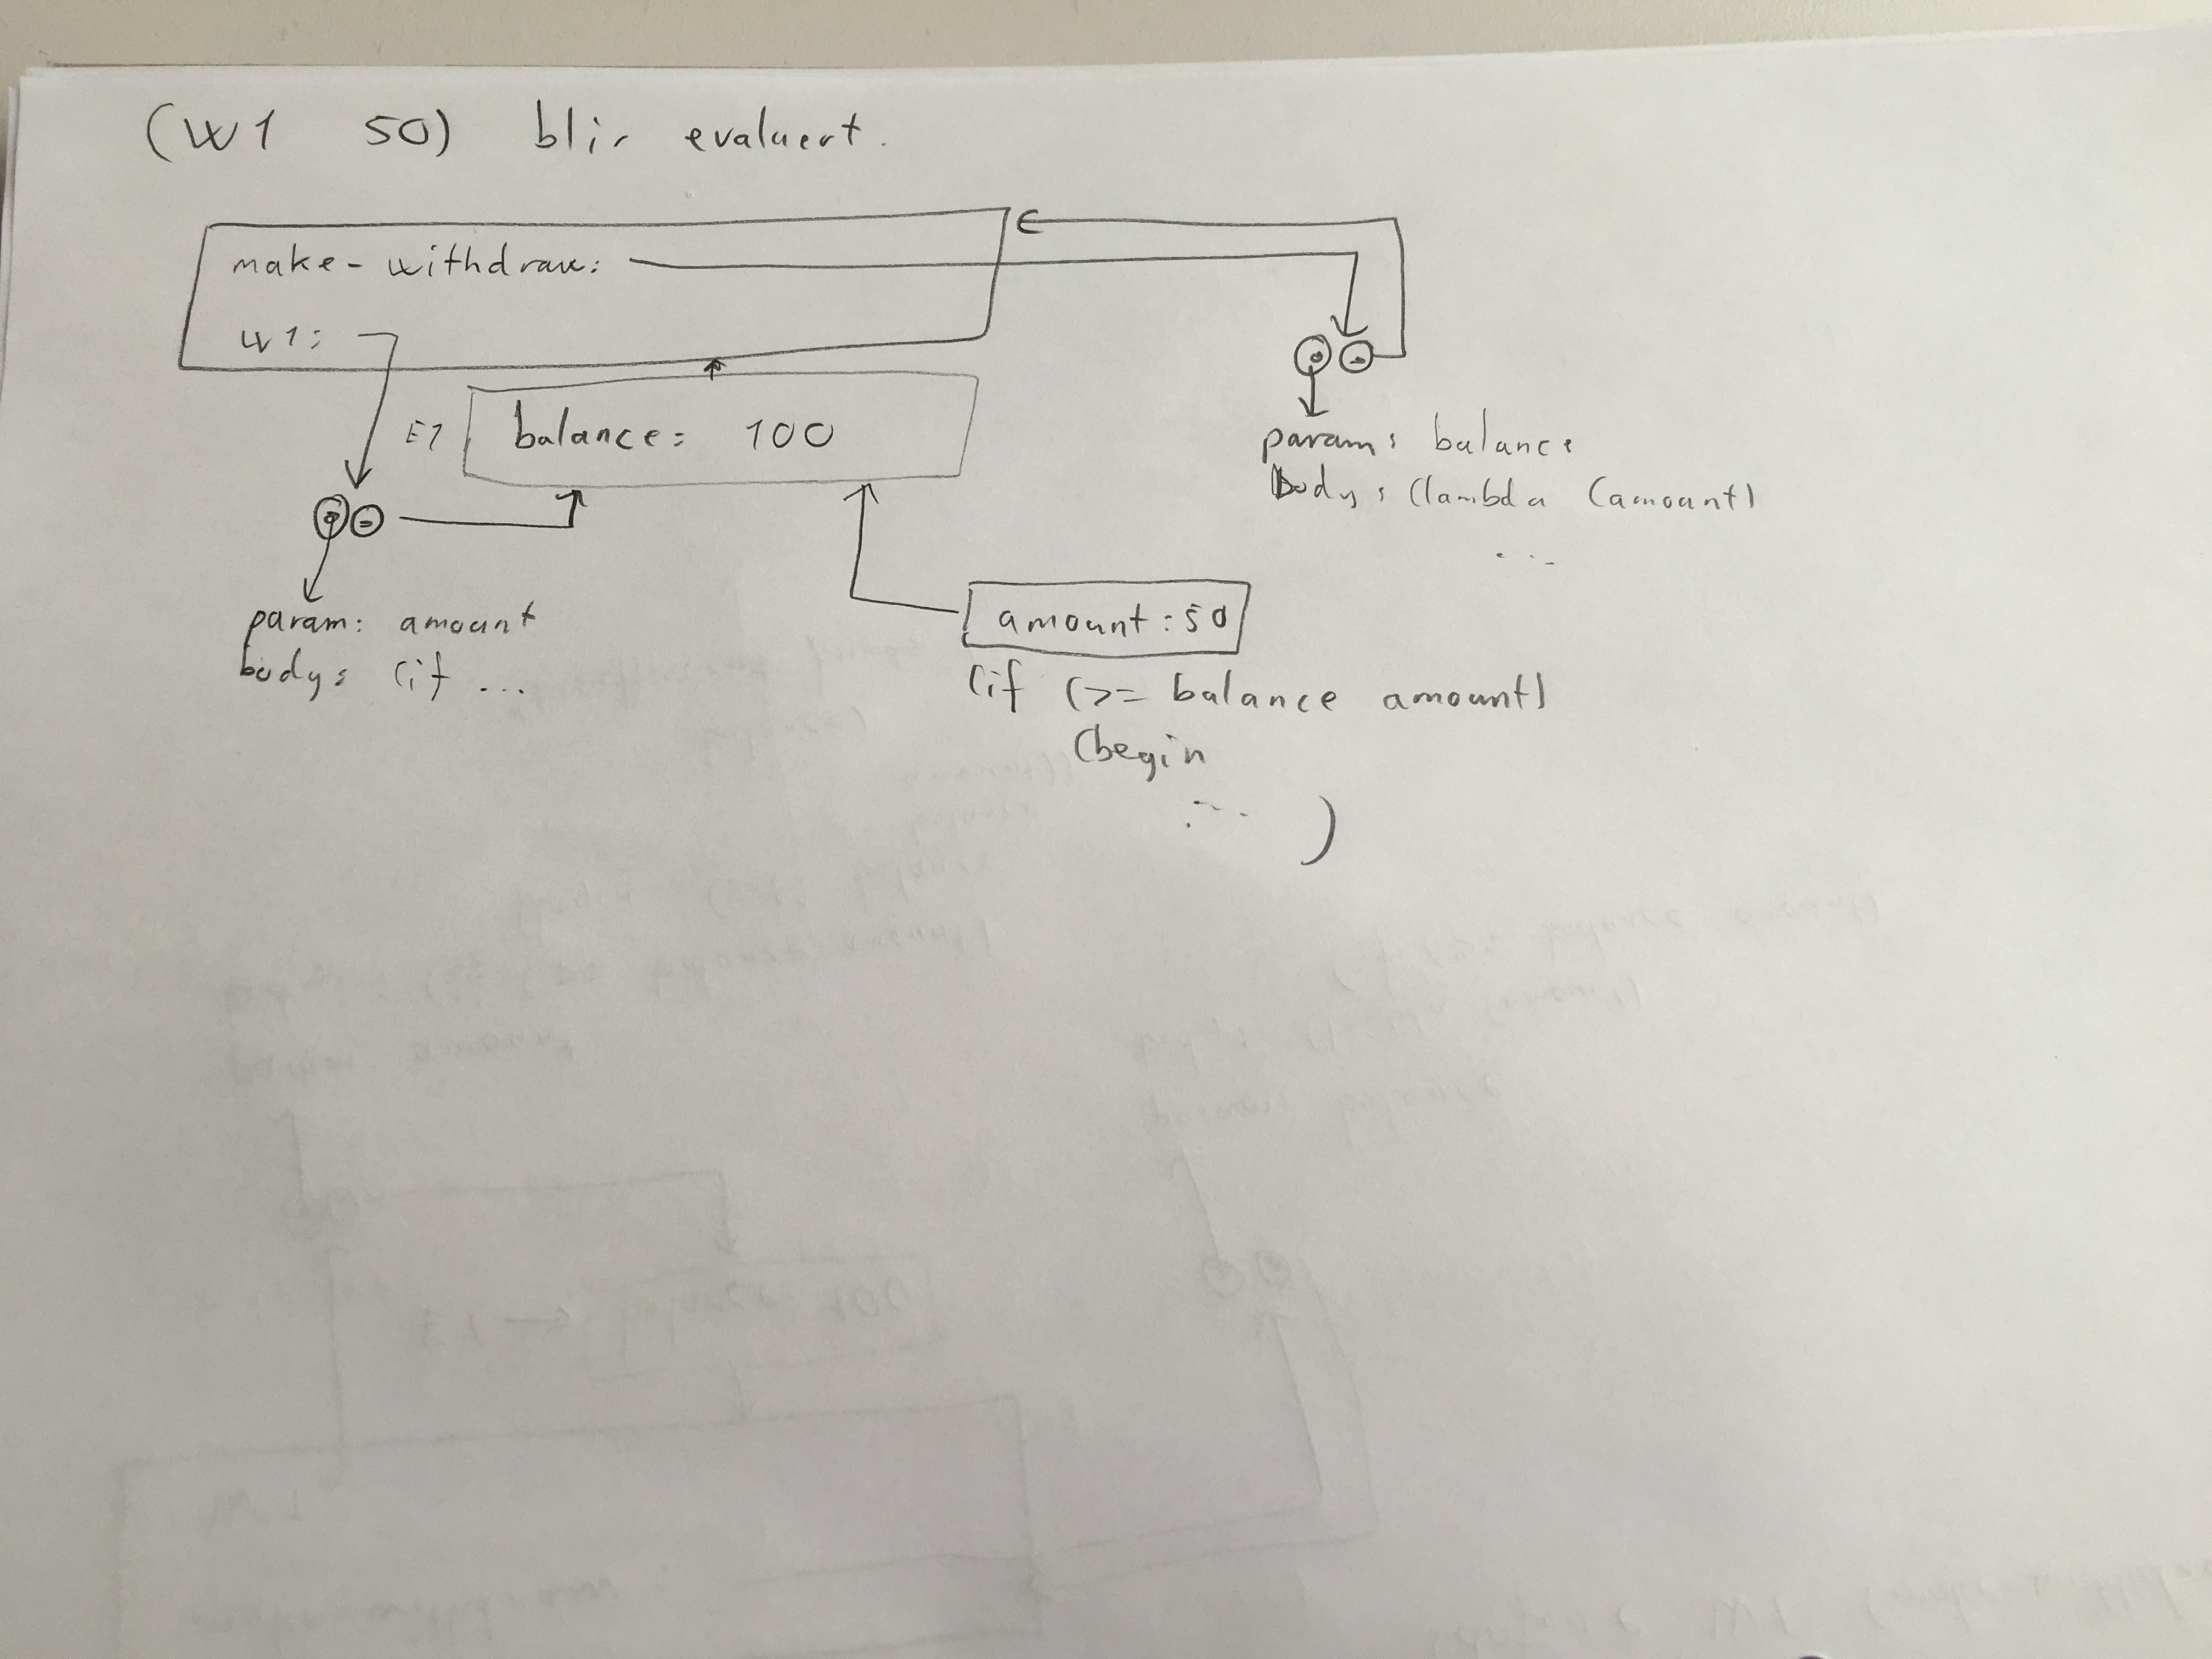 (W1 50) blir evaluert.
make-withdraw:
W1:
E1
balance: 100
param: balance
Body: (lambda (amount)
...
param: amount
body: (if ...
amount: 50
(if (>= balance amount)
(begin
... )